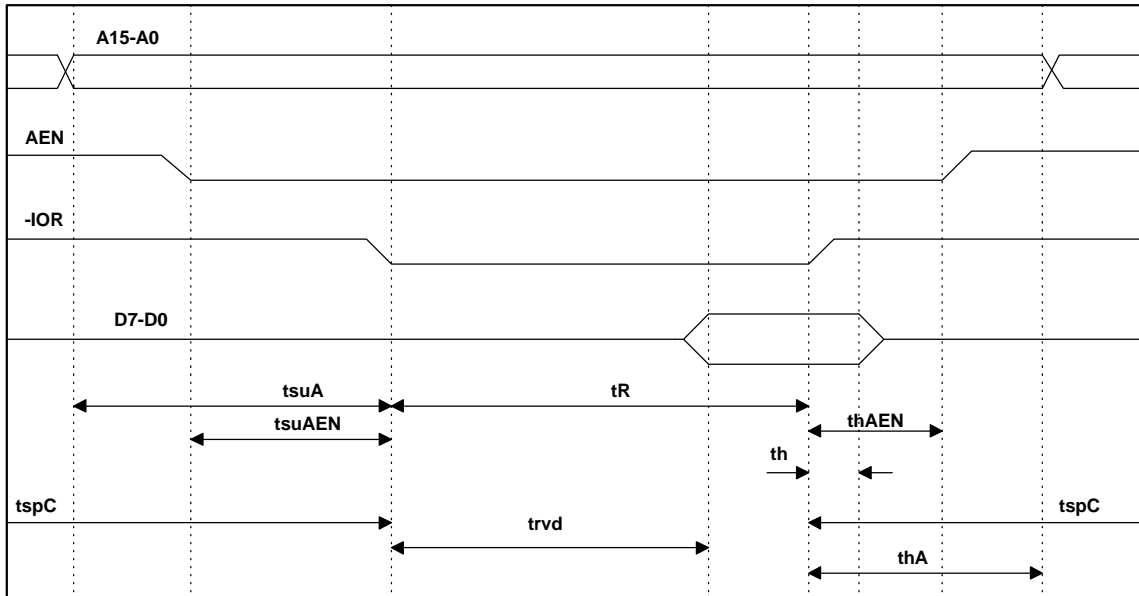 A15-A0
AEN
-IOR
D7-D0
tsuA
tR
tsuAEN
thAEN
th
tspC
tspC
trvd
thA